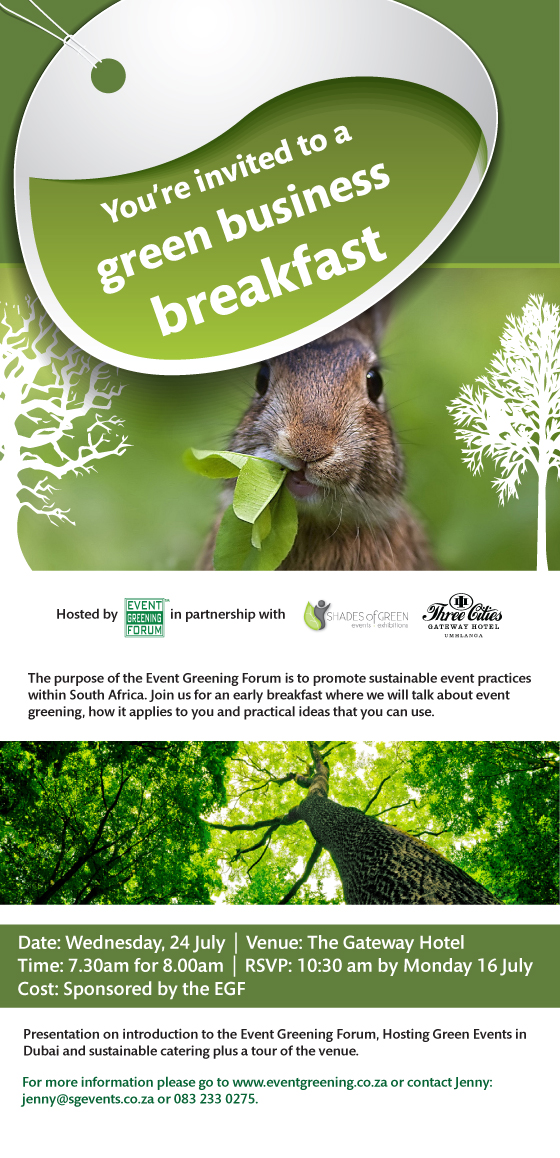 You're invited to a
green business
breakfast
Hosted by EVENT GREENING FORUM™ in partnership with SHADES of GREEN events exhibitions Three Cities GATEWAY HOTEL UMHLANGA
The purpose of the Event Greening Forum is to promote sustainable event practices
within South Africa. Join us for an early breakfast where we will talk about event
greening, how it applies to you and practical ideas that you can use.
Date: Wednesday, 24 July | Venue: The Gateway Hotel
Time: 7.30am for 8.00am | RSVP: 10:30 am by Monday 16 July
Cost: Sponsored by the EGF
Presentation on introduction to the Event Greening Forum, Hosting Green Events in
Dubai and sustainable catering plus a tour of the venue.
For more information please go to www.eventgreening.co.za or contact Jenny:
jenny@sgevents.co.za or 083 233 0275.